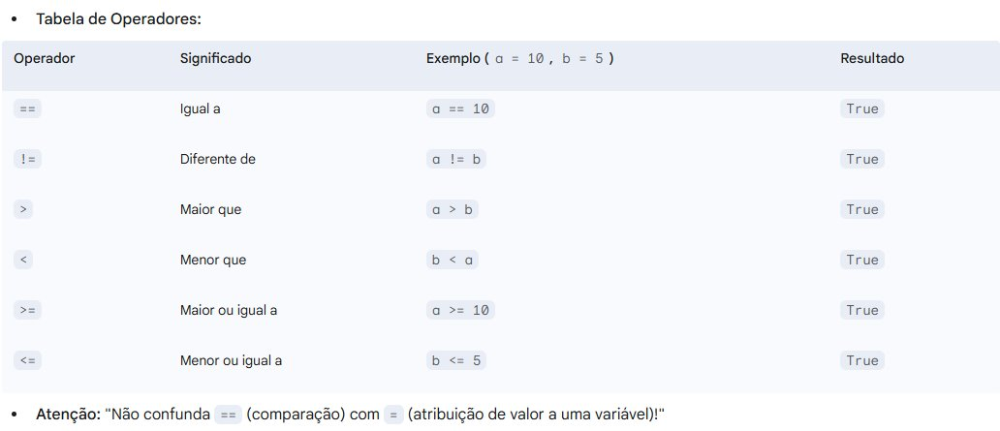 • Tabela de Operadores:
Operador Significado Exemplo ( a = 10 , b = 5 ) Resultado
== Igual a a == 10 True
!= Diferente de a != b True
> Maior que a > b True
< Menor que b < a True
>= Maior ou igual a a >= 10 True
<= Menor ou igual a b <= 5 True
• Atenção: "Não confunda == (comparação) com = (atribuição de valor a uma variável)!"